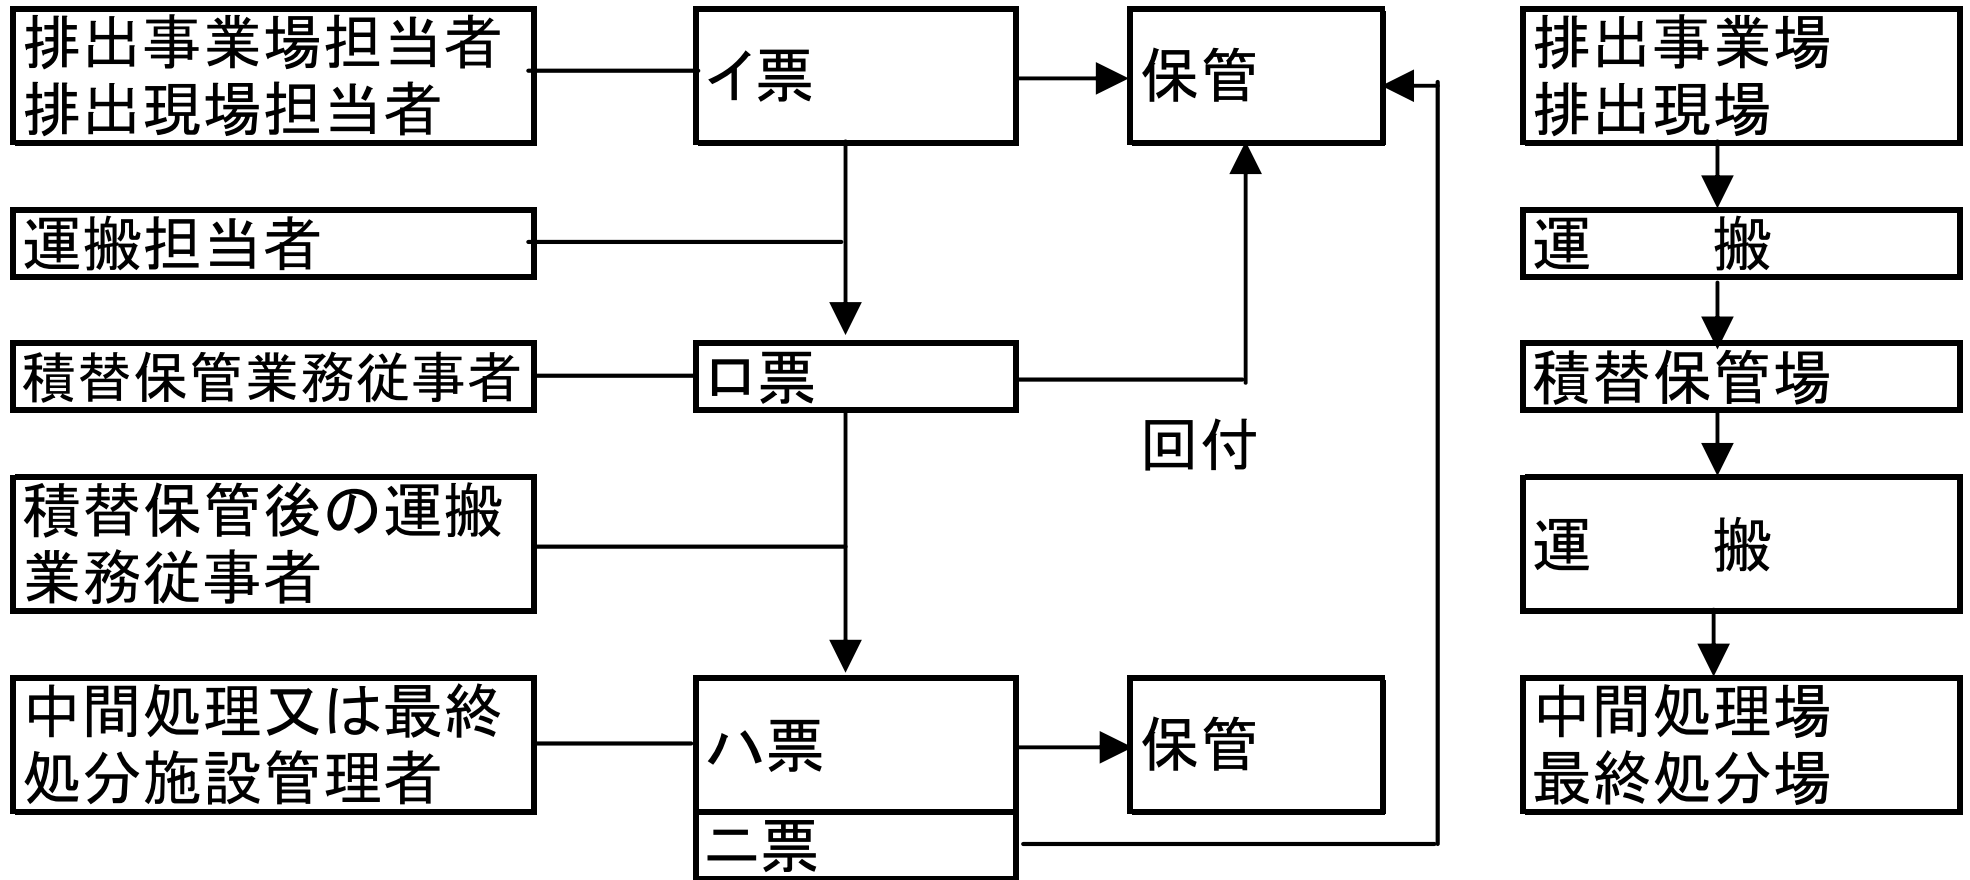 排出事業場担当者
排出現場担当者
イ票
保管
排出事業場
排出現場
運搬担当者
運　　搬
積替保管業務従事者
ロ票
積替保管場
回付
積替保管後の運搬
業務従事者
運　　搬
中間処理又は最終
処分施設管理者
ハ票
保管
中間処理場
最終処分場
ニ票